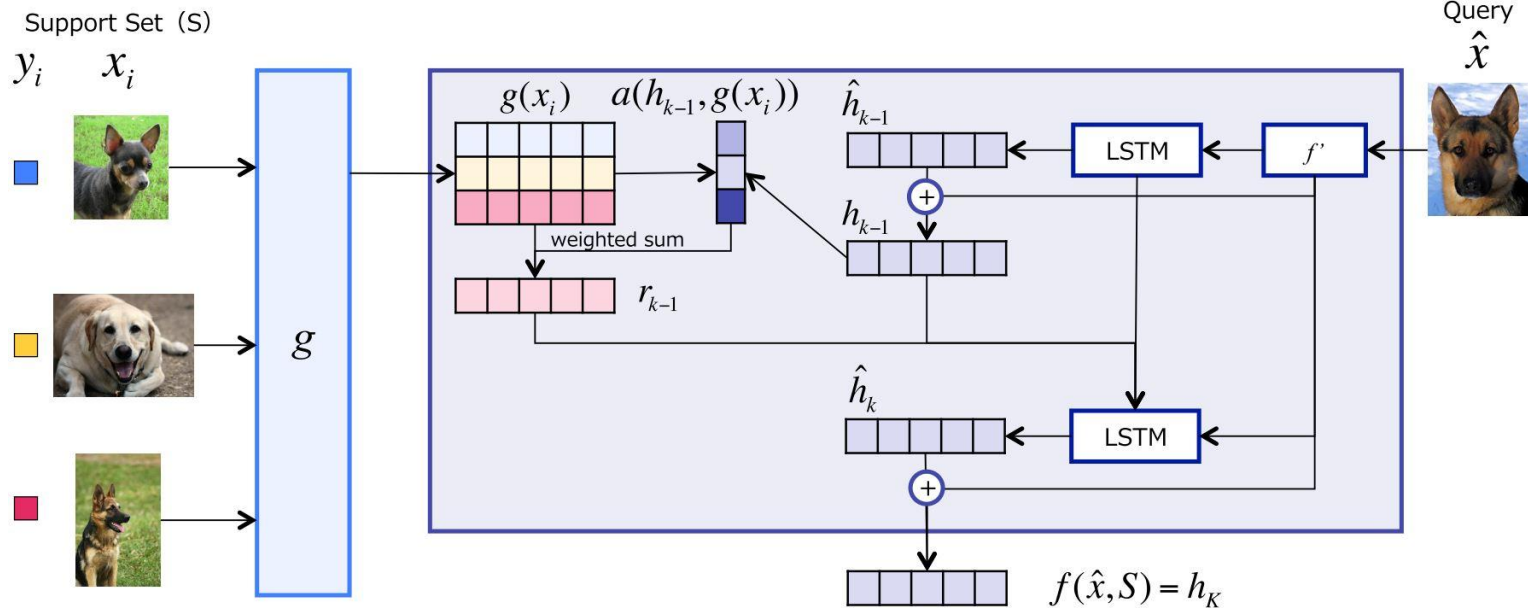 Support Set (S)
y_i x_i
g
g(x_i) a(h_{k−1}, g(x_i))
weighted sum
r_{k−1}
ĥ_{k−1}
+
h_{k−1}
LSTM
f’
Query
x̂
ĥ_k
LSTM
+
f(x̂, S) = h_K